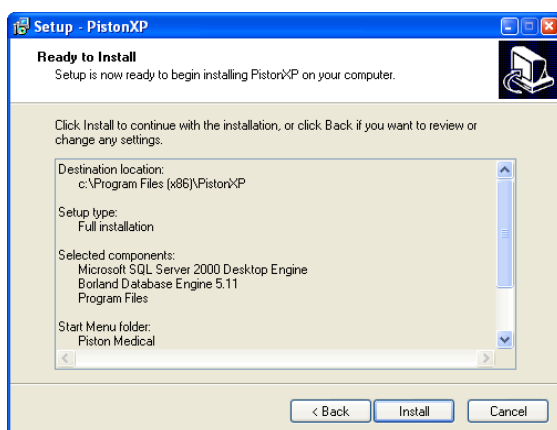 Setup - PistonXP
Ready to Install
Setup is now ready to begin installing PistonXP on your computer.
Click Install to continue with the installation, or click Back if you want to review or
change any settings.
Destination location:
c:\Program Files (x86)\PistonXP
Setup type:
Full installation
Selected components:
Microsoft SQL Server 2000 Desktop Engine
Borland Database Engine 5.11
Program Files
Start Menu folder:
Piston Medical
< Back
Install
Cancel